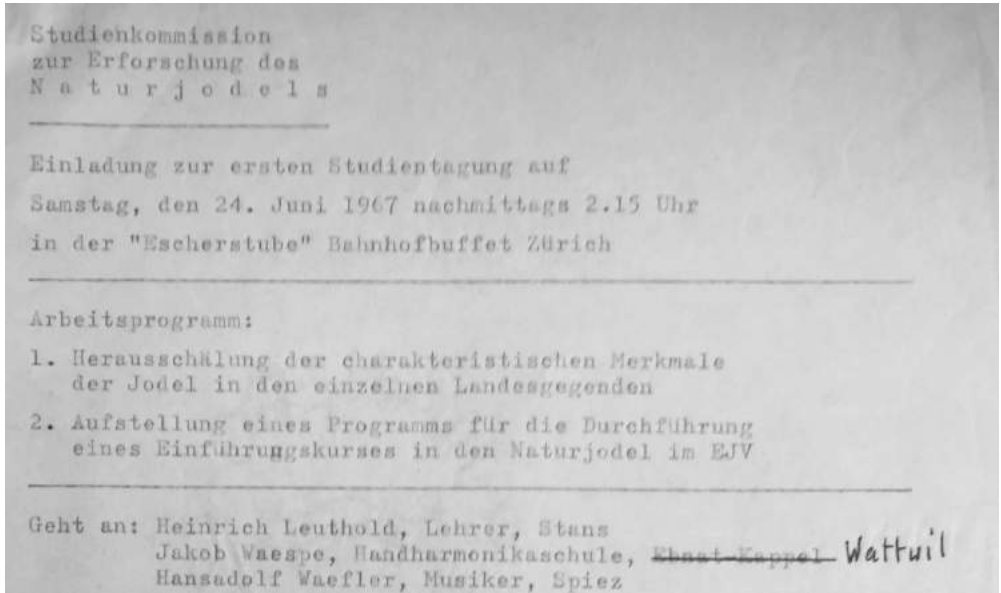 Studienkommission
zur Erforschung des
N a t u r j o d e l s
Einladung zur ersten Studientagung auf
Samstag, den 24. Juni 1967 nachmittags 2.15 Uhr
in der "Escherstube" Bahnhofbuffet Zürich
Arbeitsprogramm:
1. Herausschälung der charakteristischen Merkmale
der Jodel in den einzelnen Landesgegenden
2. Aufstellung eines Programms für die Durchführung
eines Einführungskurses in den Naturjodel im EJV
Geht an: Heinrich Leuthold, Lehrer, Stans
Jakob Waespe, Handharmonikaschule, Ebnat-Kappel Wattwil
Hansadolf Waefler, Musiker, Spiez